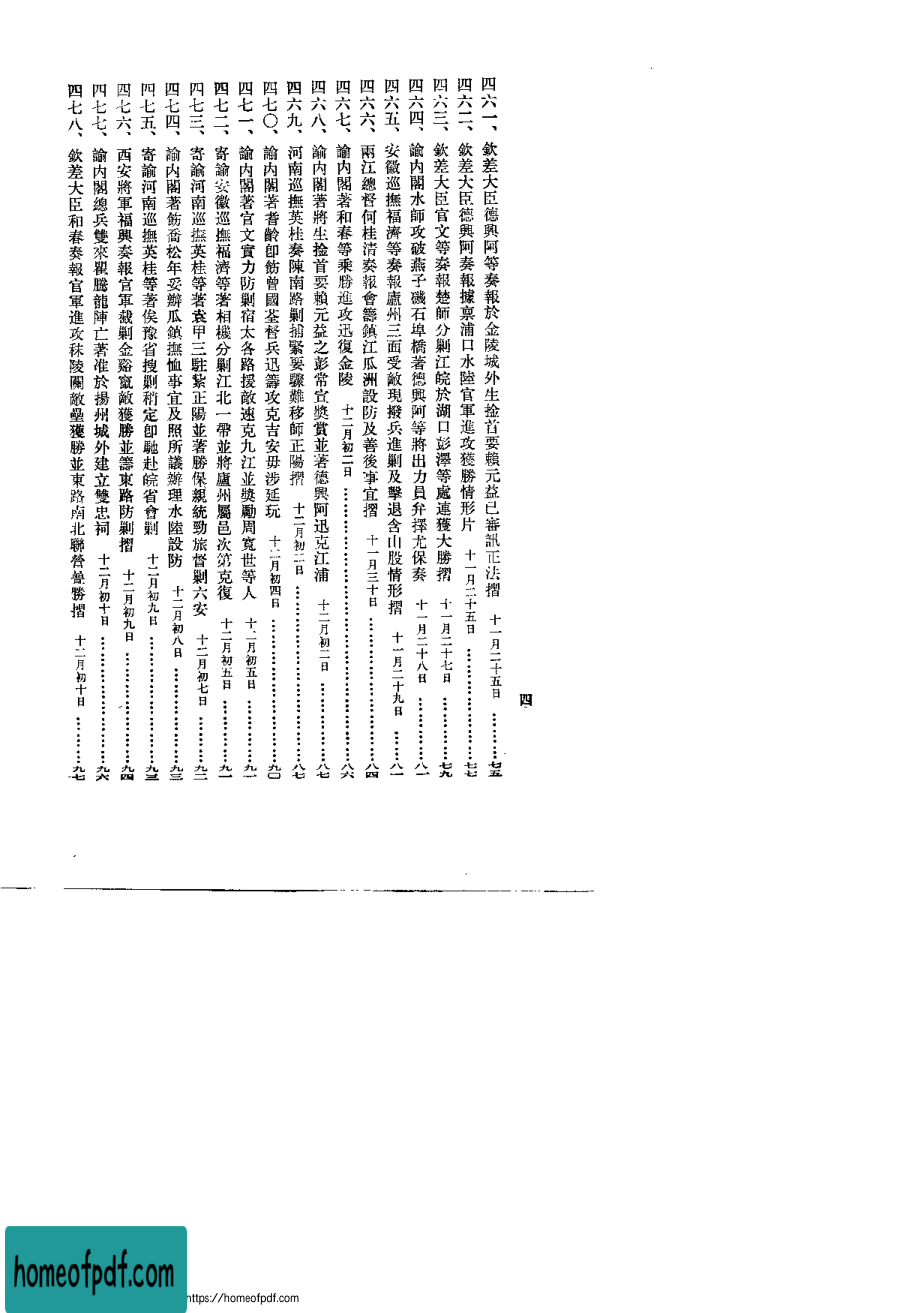 四六一、欽差大臣德興阿等奏報於金陵城外生捡首要賴元益已審訊正法摺 十一月二十五日 …… 七五
四六二、欽差大臣德興阿奏報據稟浦口水陸官軍進攻獲勝情形片 十一月二十五日 …… 七七
四六三、欽差大臣官文等奏報楚師分剿江皖於湖口彭澤等處連獲大勝摺 十一月二十七日 …… 七九
四六四、諭內閣水師攻破燕子磯石埠橋著德興阿等將出力員弁擇尤保奏 十一月二十八日 …… 八一
四六五、安徽巡撫福濟等奏報廬州三面受敵現撥兵進剿及擊退含山股情形摺 十一月二十九日 …… 八一
四六六、兩江總督何桂清奏報會籌鎮江瓜洲設防及善後事宜摺 十一月三十日 …… 八四
四六七、諭內閣著和春等乘勝進攻迅復金陵 十二月初二日 …… 八六
四六八、諭內閣著將生捡首要賴元益之彭常宣獎賞並著德興阿迅克江浦 十二月初二日 …… 八七
四六九、河南巡撫英桂奏陳南路剿捕緊要驟難移師正陽摺 十二月初二日 …… 八七
四七〇、諭內閣著耆齡卽飭曾國荃督兵迅籌攻克吉安毋涉延玩 十二月初四日 …… 九〇
四七一、諭內閣著官文實力防剿宿太各路援敵速克九江並獎勵周寬世等人 十二月初五日 …… 九一
四七二、寄諭安徽巡撫福濟等著相機分剿江北一帶並將廬州屬邑次第克復 十二月初五日 …… 九一
四七三、寄諭河南巡撫英桂等著袁甲三駐紮正陽並著勝保親統勁旅督剿六安 十二月初七日 …… 九二
四七四、諭內閣著飭喬松年妥辦瓜鎮撫恤事宜及照所議辦理水陸設防 十二月初八日 …… 九三
四七五、寄諭河南巡撫英桂等著俟豫省搜剿稍定卽馳赴皖省會剿 十二月初九日 …… 九三
四七六、西安將軍福興奏報官軍截剿金谿竄敵獲勝並籌東路防剿摺 十二月初九日 …… 九四
四七七、諭內閣總兵雙來瞿騰龍陣亡著准於揚州城外建立雙忠祠 十二月初十日 …… 九六
四七八、欽差大臣和春奏報官軍進攻秣陵關敵壘獲勝並東路南北聯營疊勝摺 十二月初十日 …… 九七
四
homeofpdf.com
https://homeofpdf.com